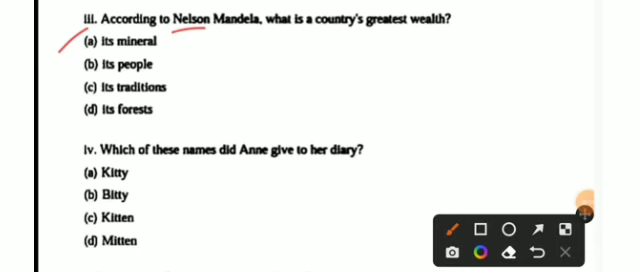 iii. According to Nelson Mandela, what is a country's greatest wealth?
(a) its mineral
(b) its people
(c) its traditions
(d) its forests
iv. Which of these names did Anne give to her diary?
(a) Kitty
(b) Bitty
(c) Kitten
(d) Mitten